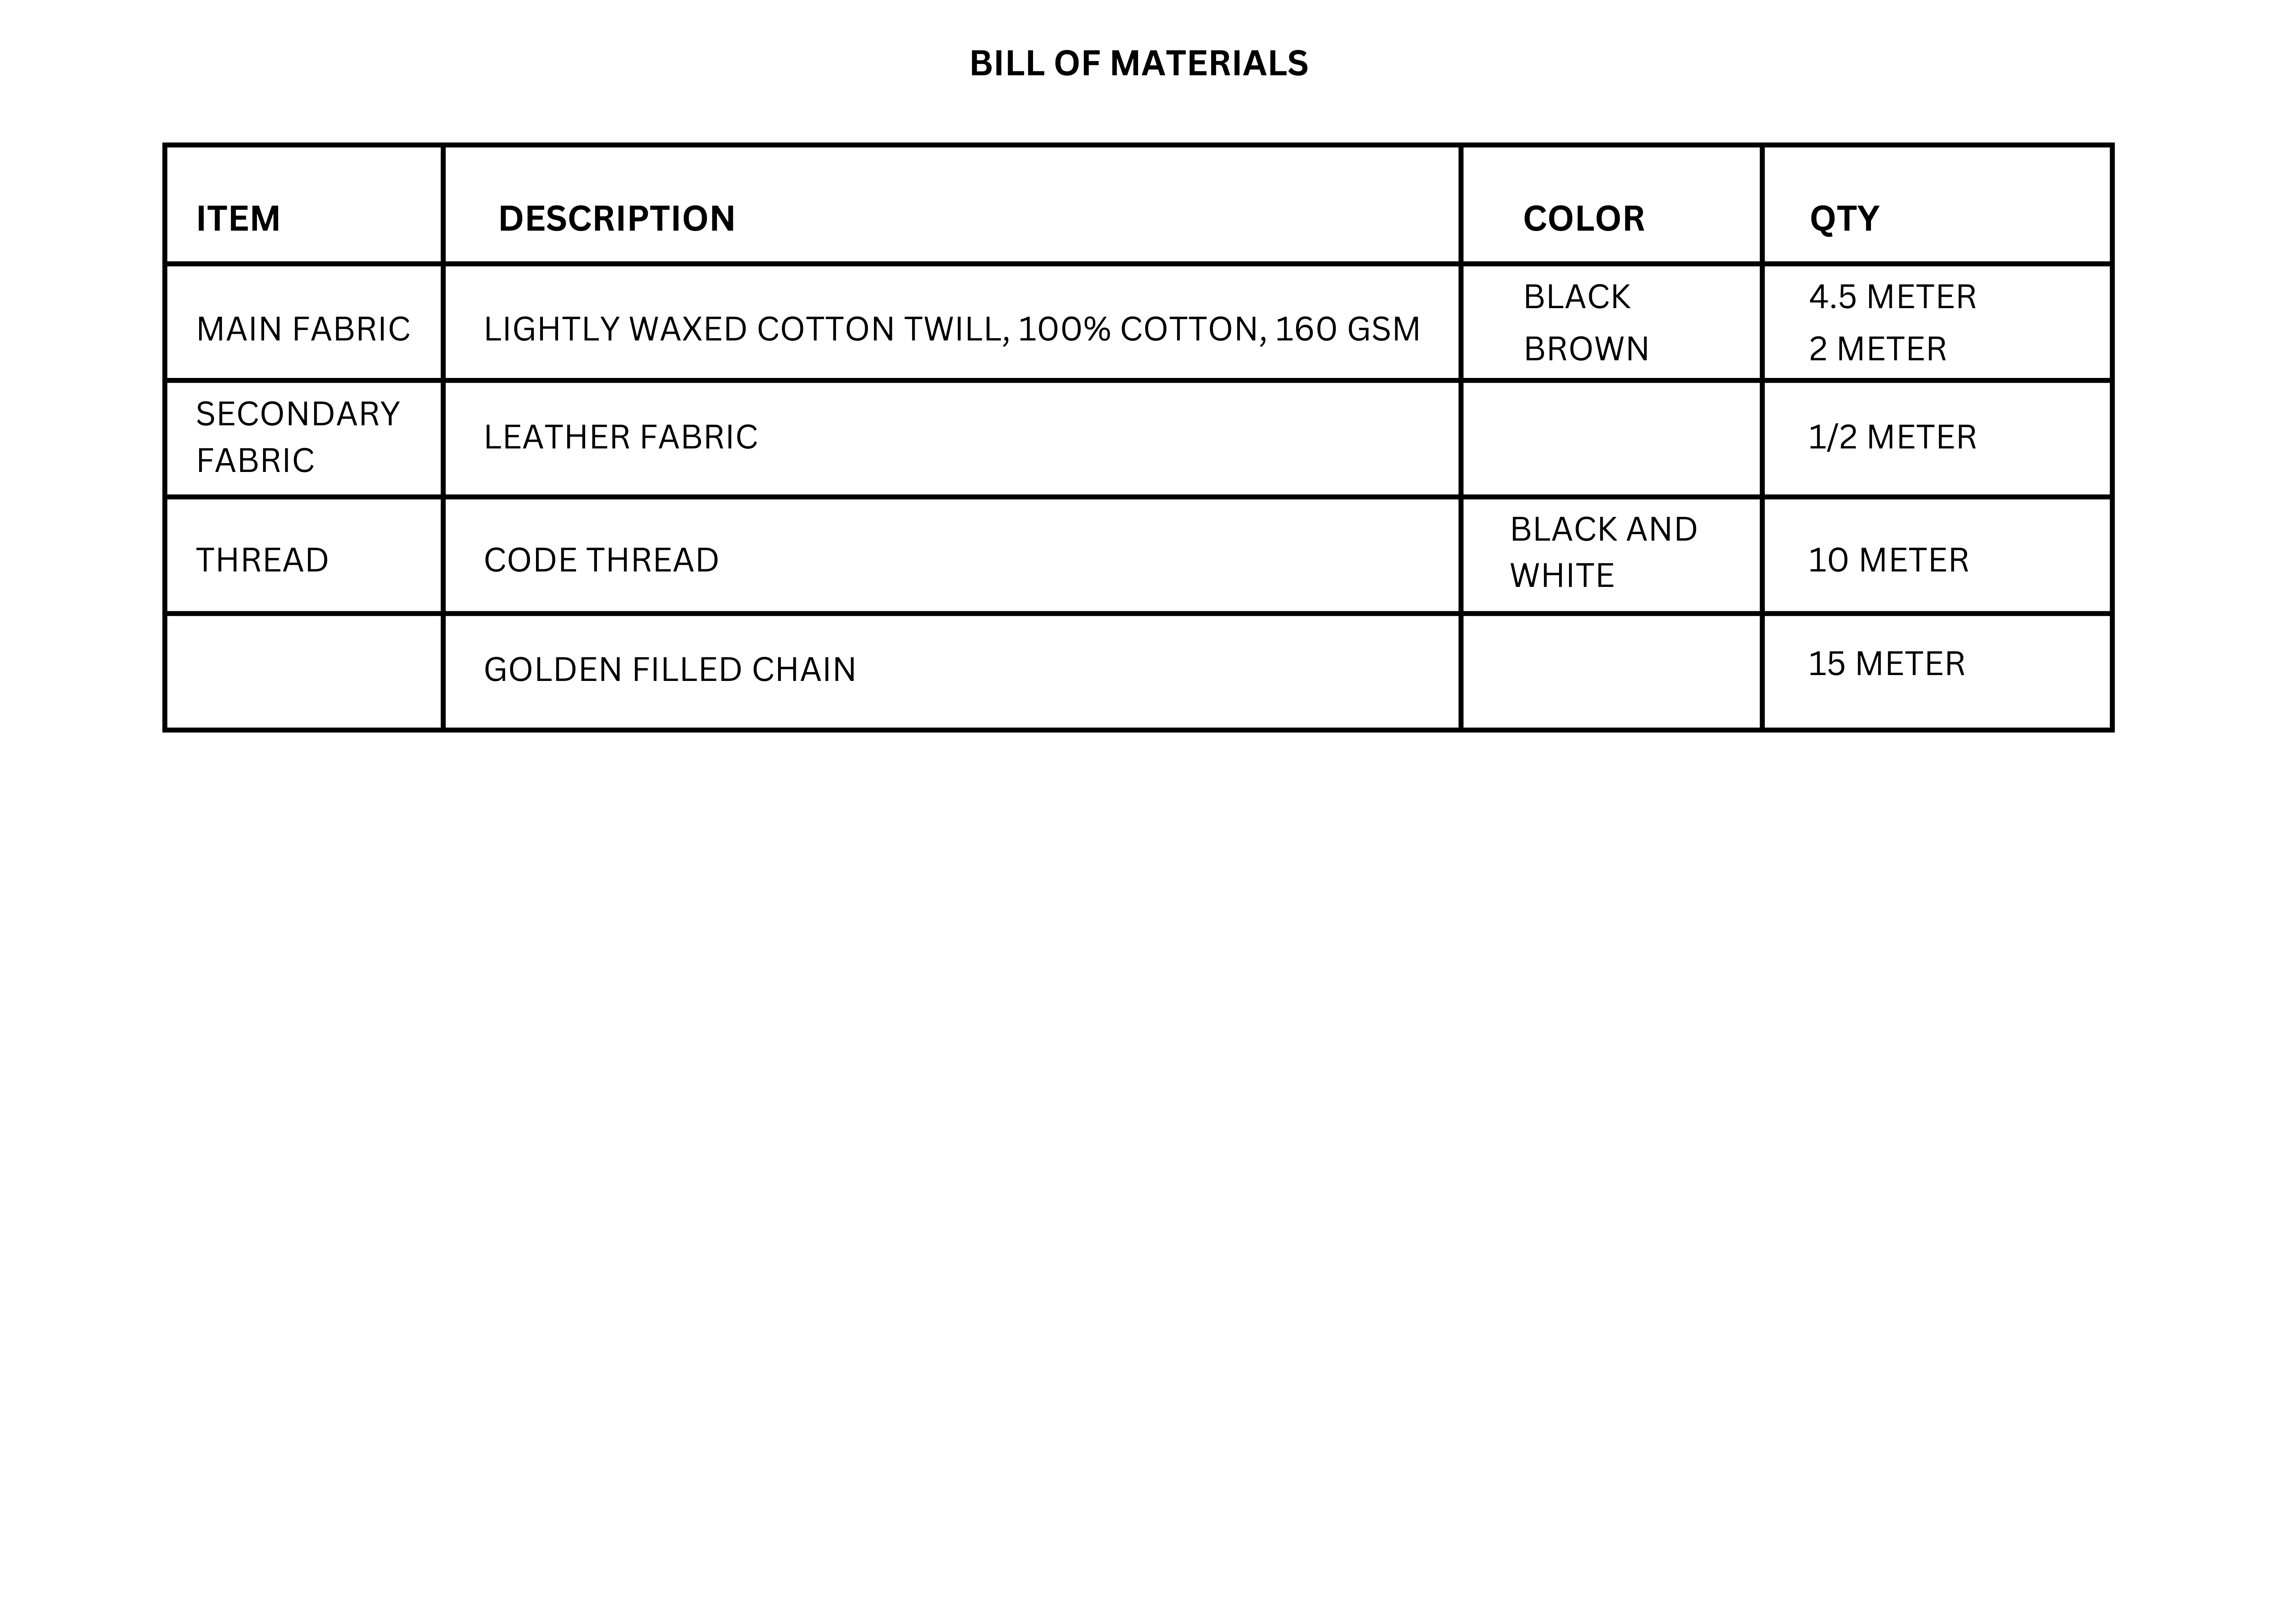 BILL OF MATERIALS
ITEM DESCRIPTION COLOR QTY
MAIN FABRIC LIGHTLY WAXED COTTON TWILL, 100% COTTON, 160 GSM
BLACK 4.5 METER
BROWN 2 METER
SECONDARY
FABRIC
LEATHER FABRIC 1/2 METER
THREAD CODE THREAD
BLACK AND
WHITE
10 METER
GOLDEN FILLED CHAIN 15 METER